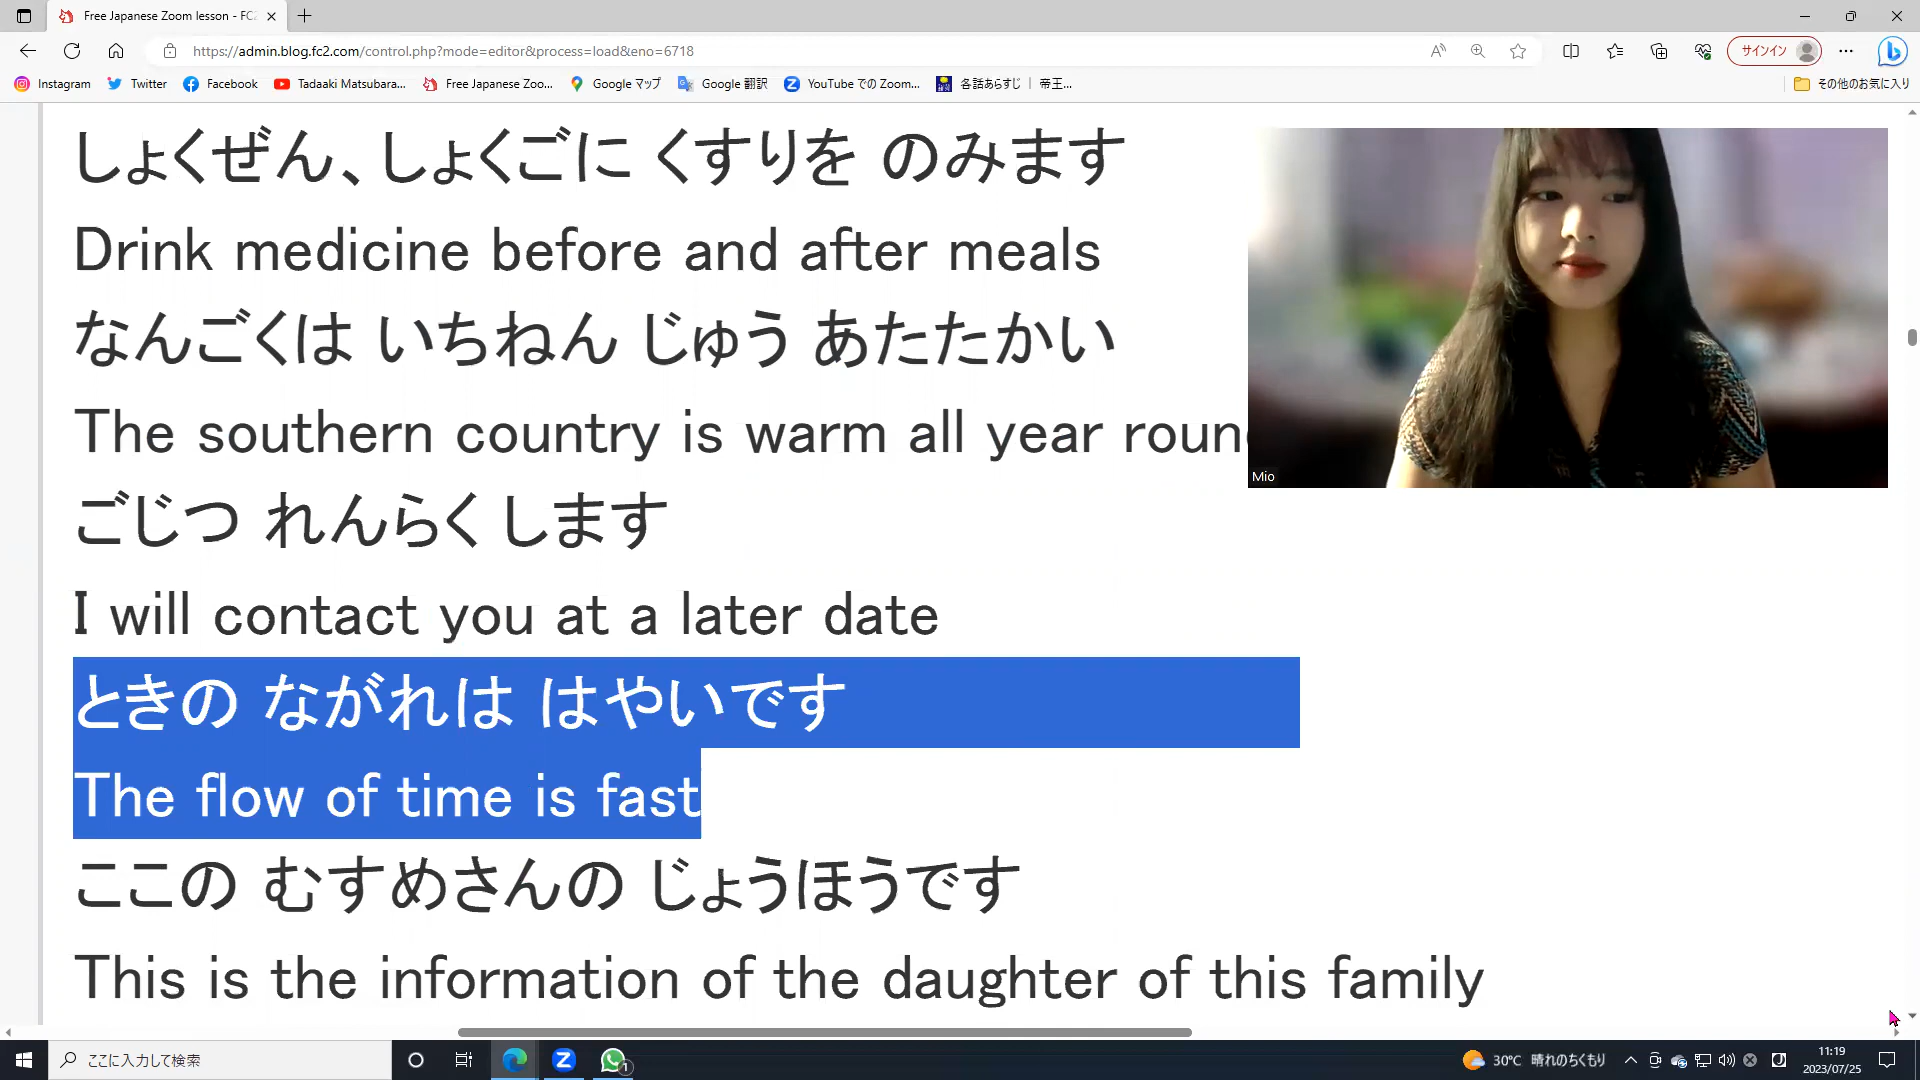 Free Japanese Zoom lesson - FC2
https://admin.blog.fc2.com/control.php?mode=editor&process=load&eno=6718
サインイン
Instagram
Twitter
Facebook
Tadaaki Matsubara...
Free Japanese Zoo...
Google マップ
Google 翻訳
YouTube での Zoom...
各話あらすじ | 帝王...
その他のお気に入り
しょくぜん、しょくごに くすりを のみます
Drink medicine before and after meals
なんごくは いちねん じゅう あたたかい
The southern country is warm all year roun
ごじつ れんらく します
I will contact you at a later date
ときの ながれは はやいです
The flow of time is fast
ここの むすめさんの じょうほうです
This is the information of the daughter of this family
Mio
ここに入力して検索
1
30°C 晴れのちくもり
11:19
2023/07/25